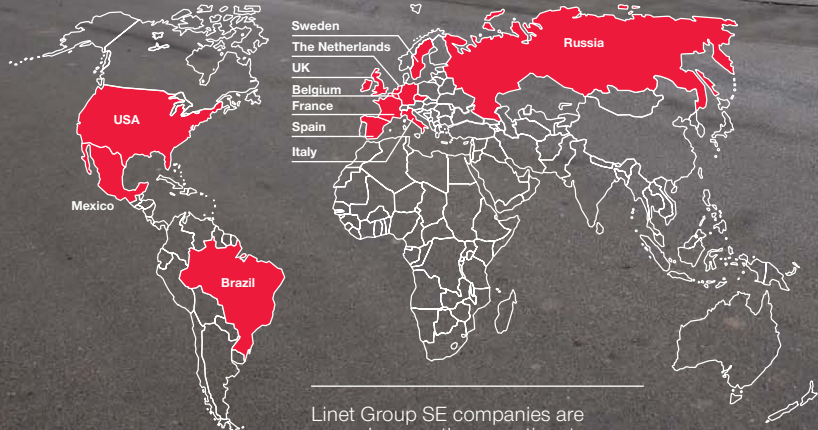 Sweden
The Netherlands
UK
Belgium
France
Spain
Italy
Russia
USA
Mexico
Brazil
Linet Group SE companies are